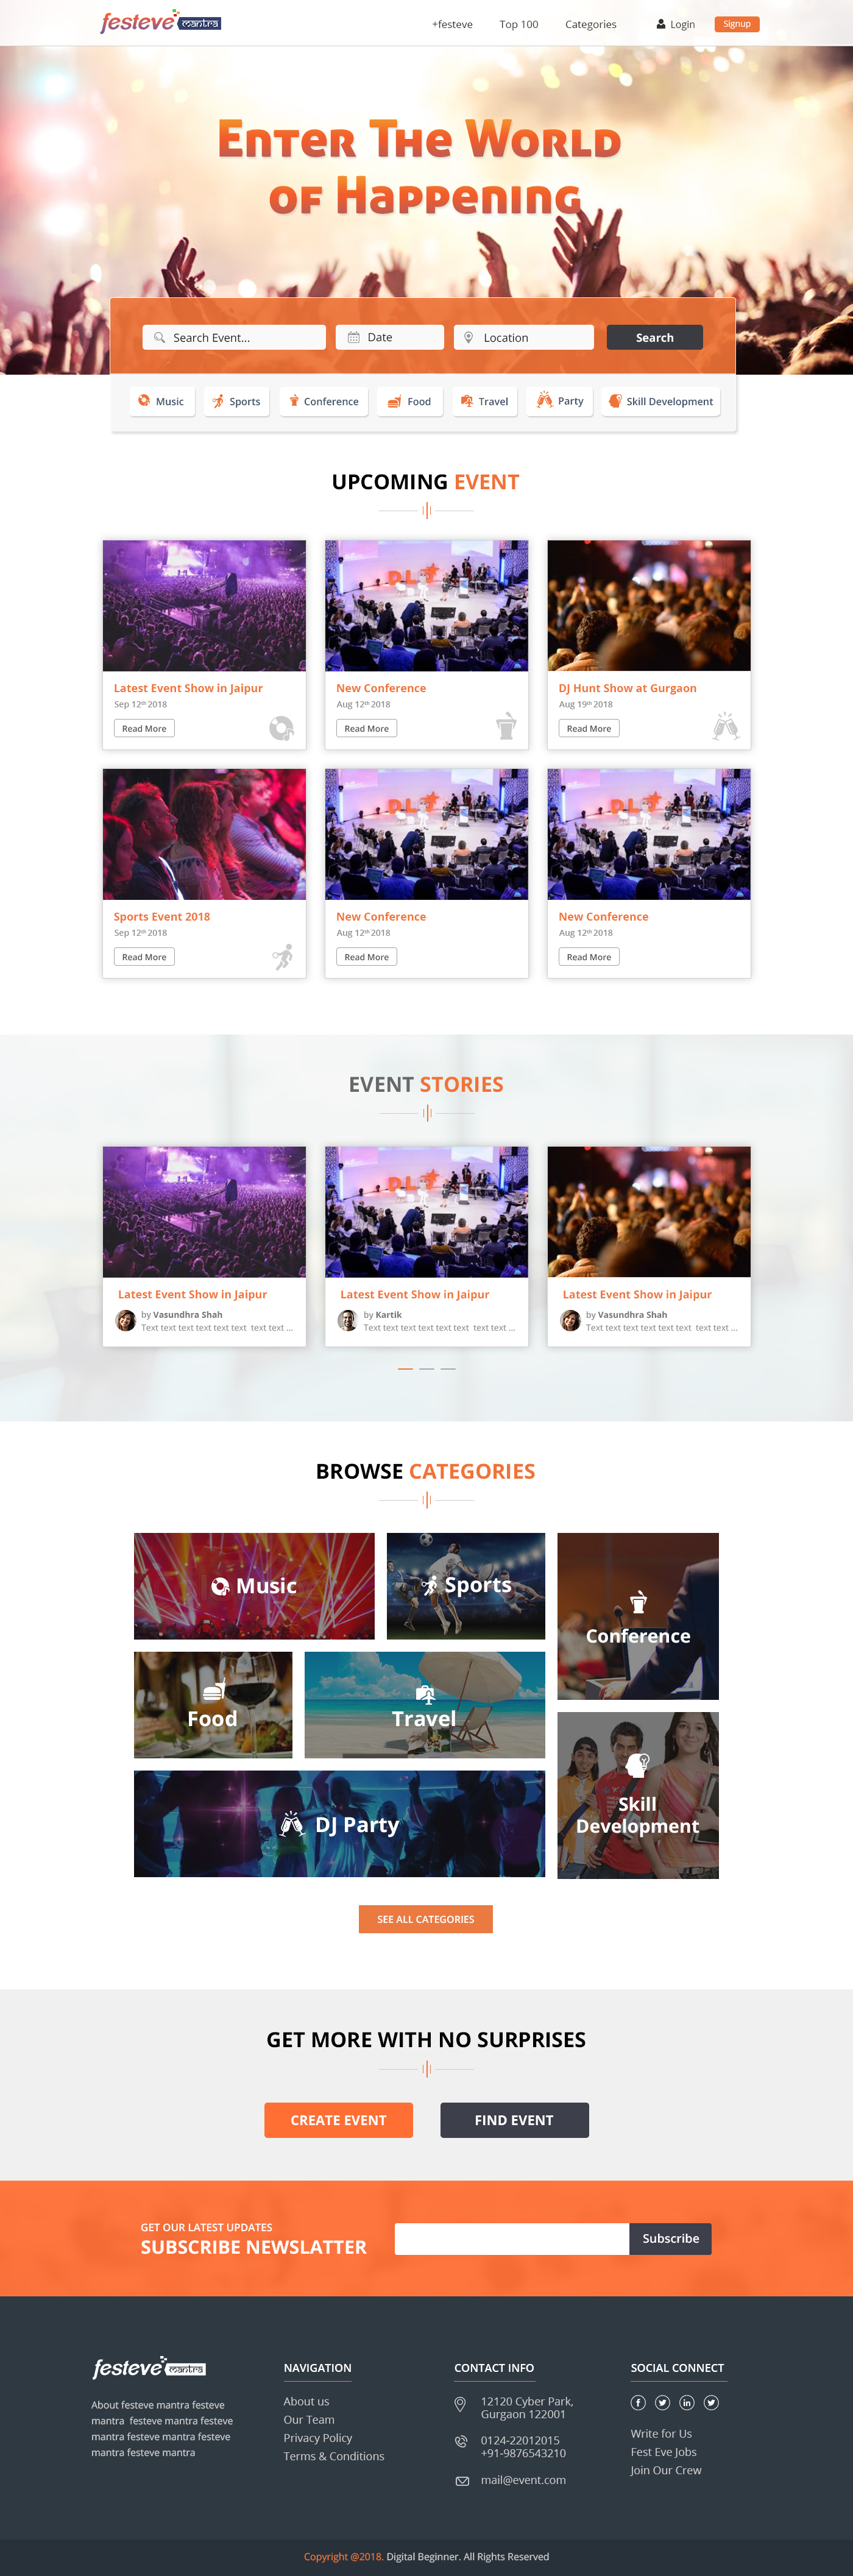 festeve mantra
+festeve
Top 100
Categories
Login
Signup
Enter The World
of Happening
Search Event...
Date
Location
Search
Music
Sports
Conference
Food
Travel
Party
Skill Development
UPCOMING EVENT
DL
DL
DL
Latest Event Show in Jaipur
Sep 12th 2018
Read More
New Conference
Aug 12th 2018
Read More
DJ Hunt Show at Gurgaon
Aug 19th 2018
Read More
Sports Event 2018
Sep 12th 2018
Read More
New Conference
Aug 12th 2018
Read More
New Conference
Aug 12th 2018
Read More
EVENT STORIES
DL
Latest Event Show in Jaipur
by Vasundhra Shah
Text text text text text text  text text ...
Latest Event Show in Jaipur
by Kartik
Text text text text text text  text text ...
Latest Event Show in Jaipur
by Vasundhra Shah
Text text text text text text  text text ...
BROWSE CATEGORIES
Music
Sports
Conference
Food
Travel
DJ Party
Skill
Development
SEE ALL CATEGORIES
GET MORE WITH NO SURPRISES
CREATE EVENT
FIND EVENT
GET OUR LATEST UPDATES
SUBSCRIBE NEWSLATTER
Subscribe
festeve mantra
About festeve mantra festeve
mantra  festeve mantra festeve
mantra festeve mantra festeve
mantra festeve mantra
NAVIGATION
About us
Our Team
Privacy Policy
Terms & Conditions
CONTACT INFO
12120 Cyber Park,
Gurgaon 122001
0124-22012015
+91-9876543210
mail@event.com
SOCIAL CONNECT
Write for Us
Fest Eve Jobs
Join Our Crew
Copyright @2018. Digital Beginner. All Rights Reserved